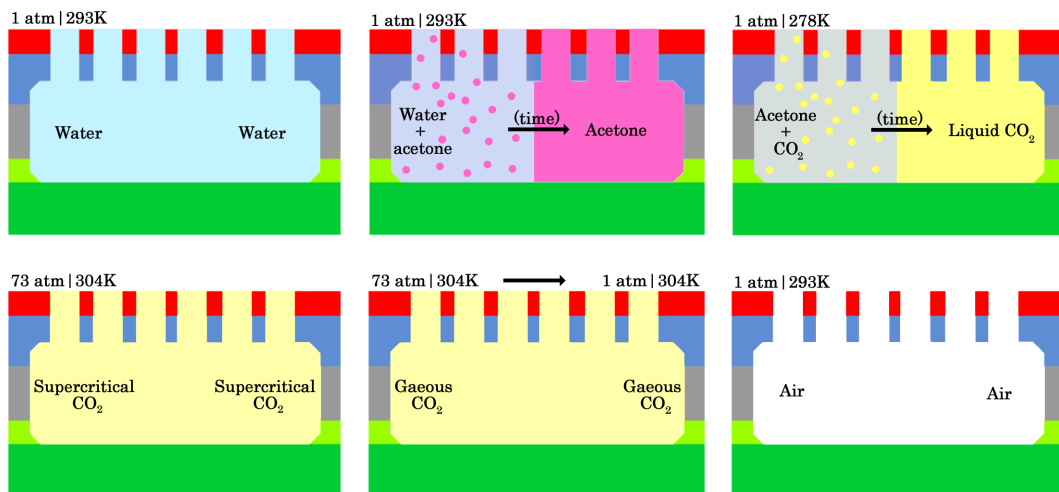 1 atm|293K
Water
Water
1 atm|293K
Water
+
acetone
(time)
Acetone
1 atm|278K
Acetone
+
CO₂
(time)
Liquid CO₂
73 atm|304K
Supercritical
CO₂
Supercritical
CO₂
73 atm|304K
1 atm|304K
Gaeous
CO₂
Gaeous
CO₂
1 atm|293K
Air
Air